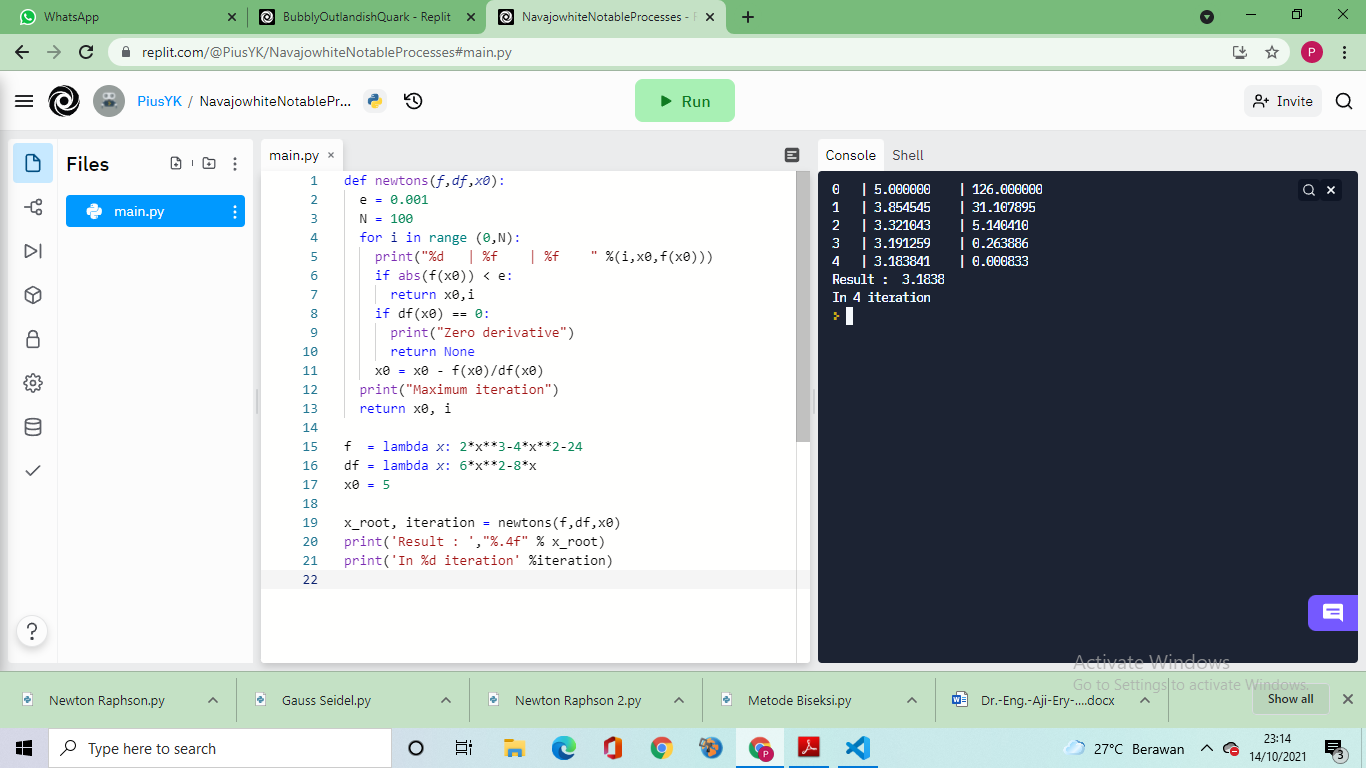 WhatsApp
BubblyOutlandishQuark - Replit
NavajowhiteNotableProcesses -
replit.com/@PiusYK/NavajowhiteNotableProcesses#main.py
P
PiusYK / NavajowhiteNotablePr...
Run
Invite
Files
main.py
main.py
1 def newtons(f,df,x0):
2 e = 0.001
3 N = 100
4 for i in range (0,N):
5 print("%d | %f | %f " %(i,x0,f(x0)))
6 if abs(f(x0)) < e:
7 return x0,i
8 if df(x0) == 0:
9 print("Zero derivative")
10 return None
11 x0 = x0 - f(x0)/df(x0)
12 print("Maximum iteration")
13 return x0, i
14
15 f = lambda x: 2*x**3-4*x**2-24
16 df = lambda x: 6*x**2-8*x
17 x0 = 5
18
19 x_root, iteration = newtons(f,df,x0)
20 print('Result : ',"%.4f" % x_root)
21 print('In %d iteration' %iteration)
22
Console Shell
0 | 5.000000 | 126.000000
1 | 3.854545 | 31.107895
2 | 3.321043 | 5.140410
3 | 3.191259 | 0.263886
4 | 3.183841 | 0.000833
Result : 3.1838
In 4 iteration
?
Activate Windows
Go to Settings to activate Windows.
Newton Raphson.py
Gauss Seidel.py
Newton Raphson 2.py
Metode Biseksi.py
Dr.-Eng.-Aji-Ery-....docx
Show all
Type here to search
P
27°C Berawan
23:14
14/10/2021
3